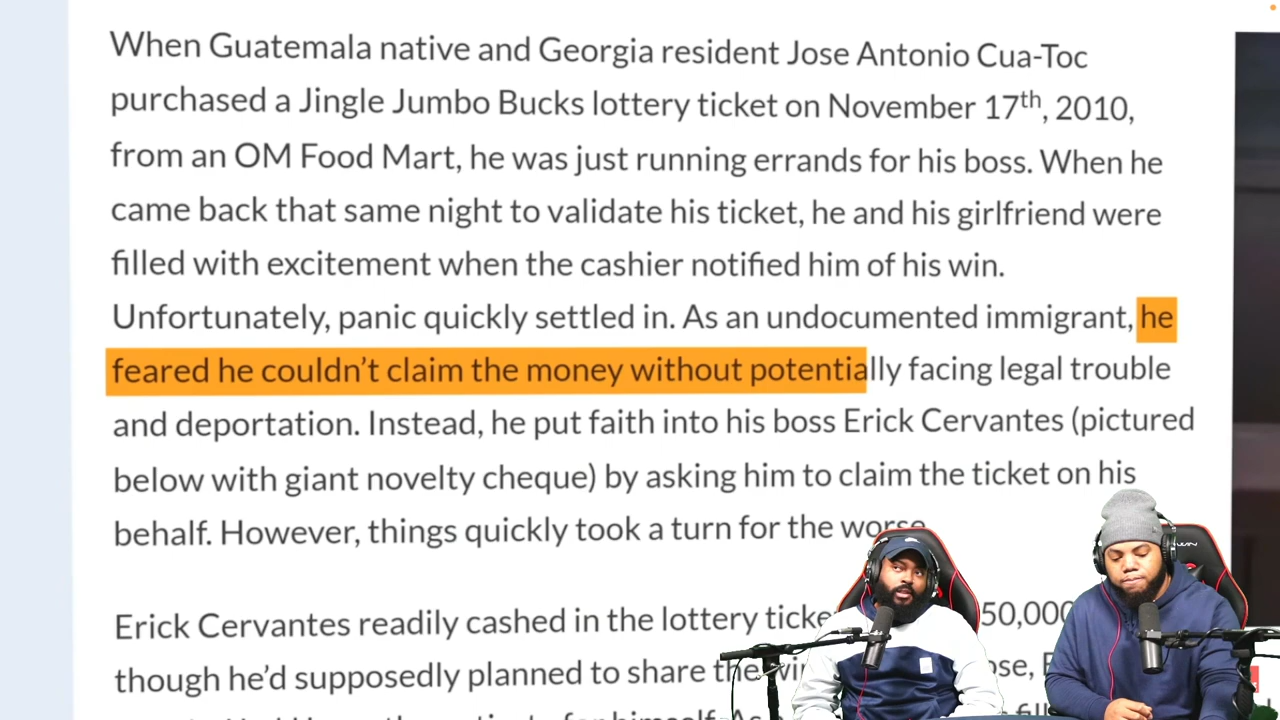 When Guatemala native and Georgia resident Jose Antonio Cua-Toc
purchased a Jingle Jumbo Bucks lottery ticket on November 17th, 2010,
from an OM Food Mart, he was just running errands for his boss. When he
came back that same night to validate his ticket, he and his girlfriend were
filled with excitement when the cashier notified him of his win.
Unfortunately, panic quickly settled in. As an undocumented immigrant, he
feared he couldn't claim the money without potentially facing legal trouble
and deportation. Instead, he put faith into his boss Erick Cervantes (pictured
below with giant novelty cheque) by asking him to claim the ticket on his
behalf. However, things quickly took a turn for the worse
Erick Cervantes readily cashed in the lottery 50,000
though he'd supposedly planned to share the